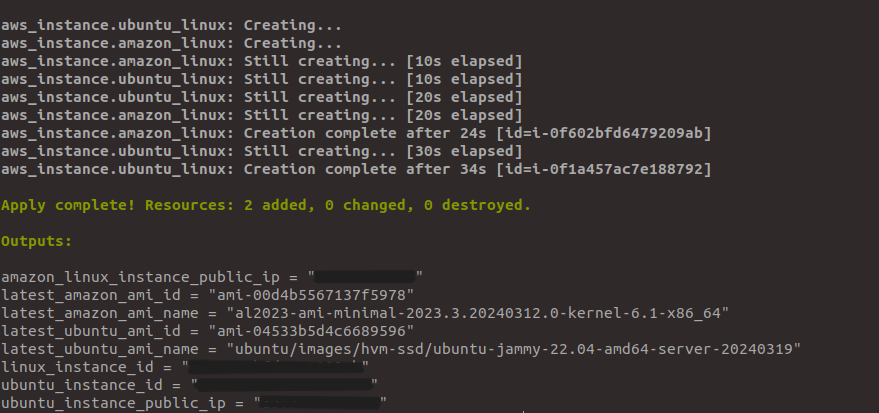 aws_instance.ubuntu_linux: Creating...
aws_instance.amazon_linux: Creating...
aws_instance.amazon_linux: Still creating... [10s elapsed]
aws_instance.ubuntu_linux: Still creating... [10s elapsed]
aws_instance.ubuntu_linux: Still creating... [20s elapsed]
aws_instance.amazon_linux: Still creating... [20s elapsed]
aws_instance.amazon_linux: Creation complete after 24s [id=i-0f602bfd6479209ab]
aws_instance.ubuntu_linux: Still creating... [30s elapsed]
aws_instance.ubuntu_linux: Creation complete after 34s [id=i-0f1a457ac7e188792]
Apply complete! Resources: 2 added, 0 changed, 0 destroyed.
Outputs:
amazon_linux_instance_public_ip = " "
latest_amazon_ami_id = "ami-00d4b5567137f5978"
latest_amazon_ami_name = "al2023-ami-minimal-2023.3.20240312.0-kernel-6.1-x86_64"
latest_ubuntu_ami_id = "ami-04533b5d4c6689596"
latest_ubuntu_ami_name = "ubuntu/images/hvm-ssd/ubuntu-jammy-22.04-amd64-server-20240319"
linux_instance_id = " "
ubuntu_instance_id = " "
ubuntu_instance_public_ip = " "